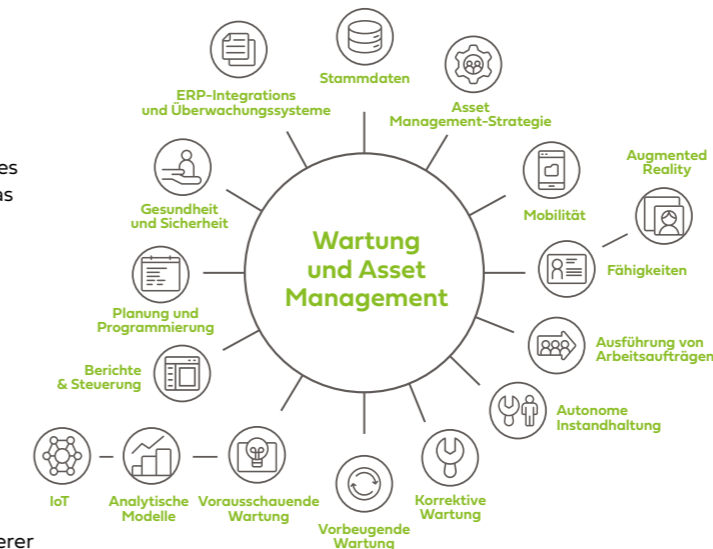 Stammdaten
ERP-Integrations
und Überwachungssysteme
Asset
Management-Strategie
Augmented
Reality
es
as
Gesundheit
und Sicherheit
Mobilität
Wartung
und Asset
Management
Fähigkeiten
Planung und
Programmierung
Ausführung von
Arbeitsaufträgen
Berichte
& Steuerung
Autonome
Instandhaltung
IoT
Analytische
Modelle
Vorausschauende
Wartung
Korrektive
Wartung
Vorbeugende
Wartung
erer